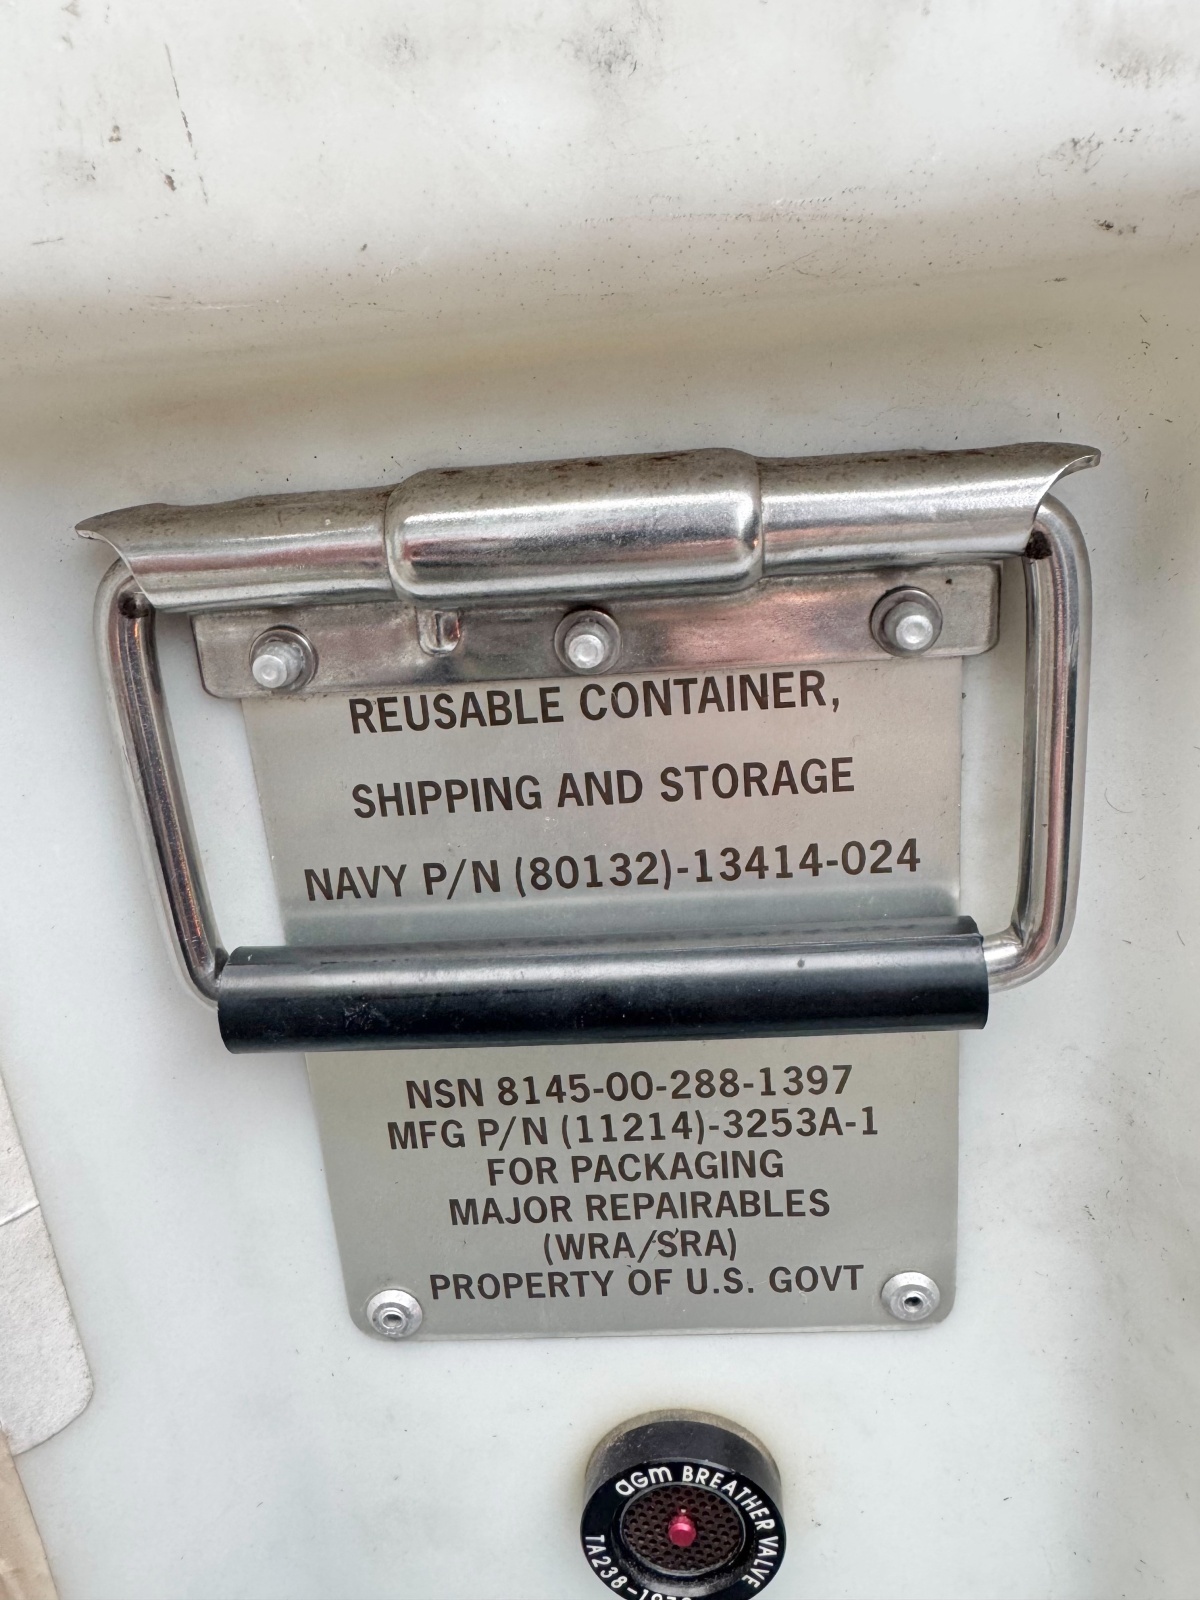 REUSABLE CONTAINER,
SHIPPING AND STORAGE
NAVY P/N (80132)-13414-024
NSN 8145-00-288-1397
MFG P/N (11214)-3253A-1
FOR PACKAGING
MAJOR REPAIRABLES
(WRA/SRA)
PROPERTY OF U.S. GOVT
aGm BREATHER VALVE